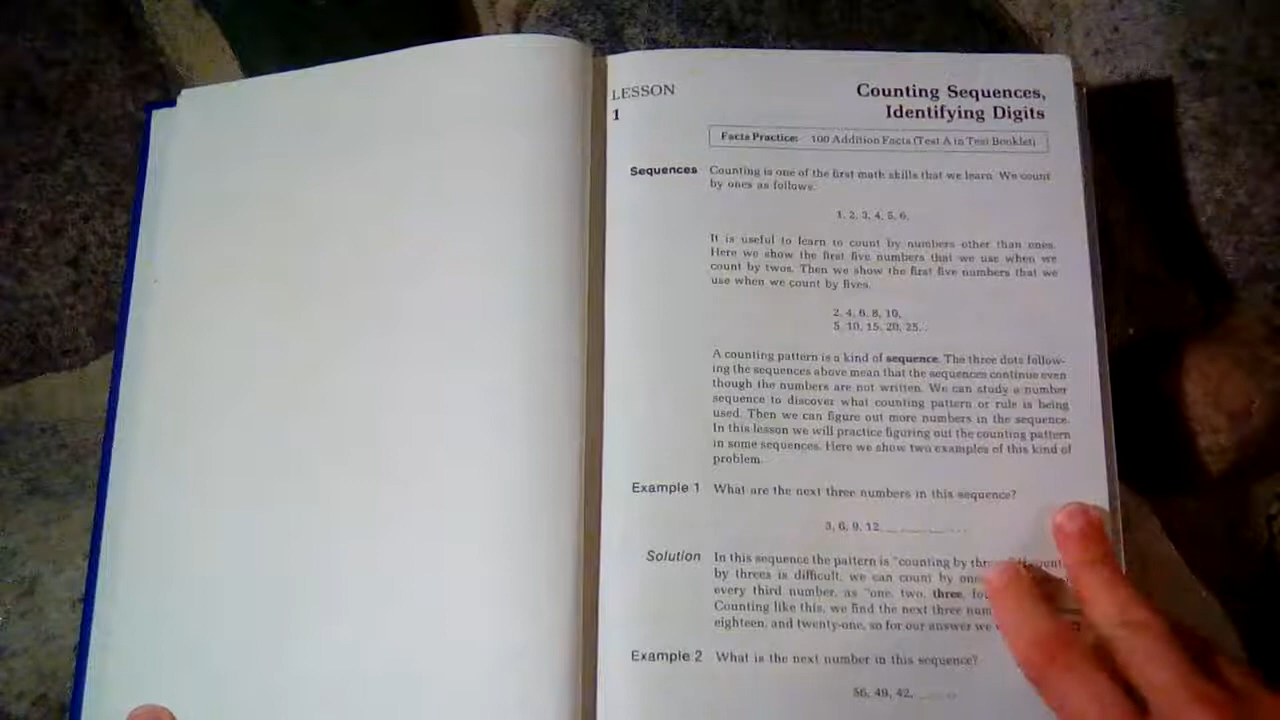 LESSON
1
Counting Sequences,
Identifying Digits
Facts Practice: 100 Addition Facts (Test A in Test Booklet)
Sequences Counting is one of the first math skills that we learn. We count
by ones as follows.
1, 2, 3, 4, 5, 6,
It is useful to learn to count by numbers other than ones.
Here we show the first five numbers that we use when we
count by twos. Then we show the first five numbers that we
use when we count by fives.
2, 4, 6, 8, 10,
5, 10, 15, 20, 25, ..
A counting pattern is a kind of sequence. The three dots follow-
ing the sequences above mean that the sequences continue even
though the numbers are not written. We can study a number
sequence to discover what counting pattern or rule is being
used. Then we can figure out more numbers in the sequence.
In this lesson we will practice figuring out the counting pattern
in some sequences. Here we show two examples of this kind of
problem.
Example 1 What are the next three numbers in this sequence?
3, 6, 9, 12,
Solution In this sequence the pattern is "counting by
by threes is difficult, we can count by
every third number, as "one, two, three,
Counting like this, we find the next three
eighteen, and twenty-one, so for our answer we
Example 2 What is the next number in this sequence?
56, 49, 42,